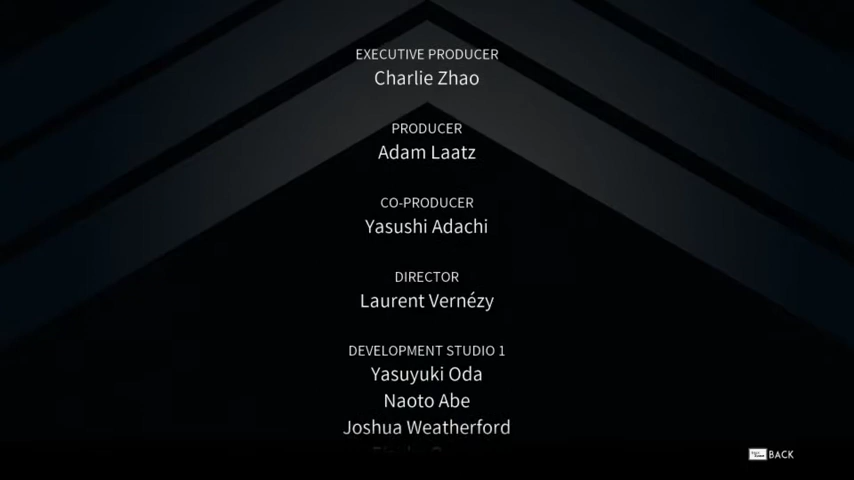 EXECUTIVE PRODUCER
Charlie Zhao
PRODUCER
Adam Laatz
CO-PRODUCER
Yasushi Adachi
DIRECTOR
Laurent Vernézy
DEVELOPMENT STUDIO 1
Yasuyuki Oda
Naoto Abe
Joshua Weatherford
BACK